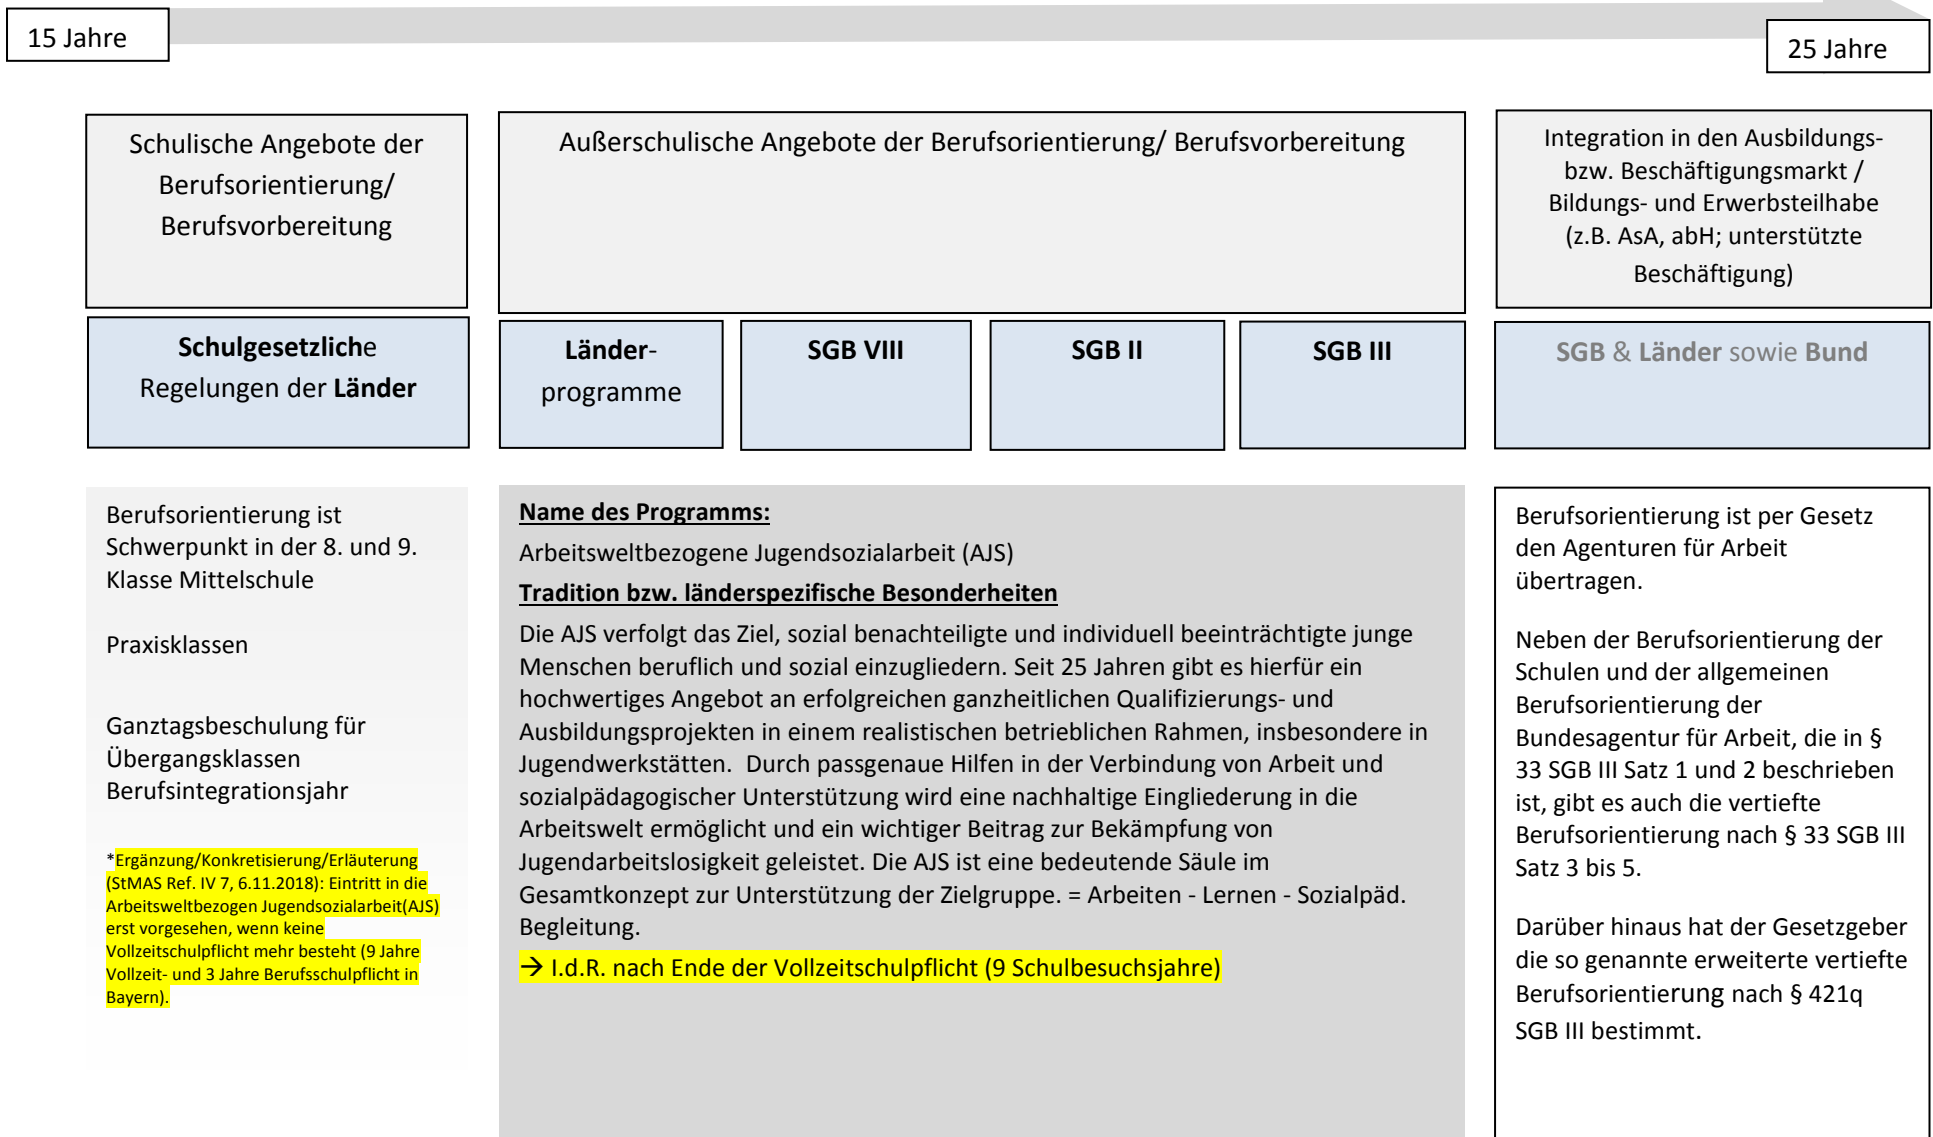 15 Jahre
25 Jahre
Schulische Angebote der
Berufsorientierung/
Berufsvorbereitung
Außerschulische Angebote der Berufsorientierung/ Berufsvorbereitung
Integration in den Ausbildungs-
bzw. Beschäftigungsmarkt /
Bildungs- und Erwerbsteilhabe
(z.B. AsA, abH; unterstützte
Beschäftigung)
Schulgesetzliche
Regelungen der Länder
Länder-
programme
SGB VIII
SGB II
SGB III
SGB & Länder sowie Bund
Berufsorientierung ist
Schwerpunkt in der 8. und 9.
Klasse Mittelschule
Praxisklassen
Ganztagsbeschulung für
Übergangsklassen
Berufsintegrationsjahr
*Ergänzung/Konkretisierung/Erläuterung
(StMAS Ref. IV 7, 6.11.2018): Eintritt in die
Arbeitsweltbezogen Jugendsozialarbeit(AJS)
erst vorgesehen, wenn keine
Vollzeitschulpflicht mehr besteht (9 Jahre
Vollzeit- und 3 Jahre Berufsschulpflicht in
Bayern).
Name des Programms:
Arbeitsweltbezogene Jugendsozialarbeit (AJS)
Tradition bzw. länderspezifische Besonderheiten
Die AJS verfolgt das Ziel, sozial benachteiligte und individuell beeinträchtigte junge
Menschen beruflich und sozial einzugliedern. Seit 25 Jahren gibt es hierfür ein
hochwertiges Angebot an erfolgreichen ganzheitlichen Qualifizierungs- und
Ausbildungsprojekten in einem realistischen betrieblichen Rahmen, insbesondere in
Jugendwerkstätten.  Durch passgenaue Hilfen in der Verbindung von Arbeit und
sozialpädagogischer Unterstützung wird eine nachhaltige Eingliederung in die
Arbeitswelt ermöglicht und ein wichtiger Beitrag zur Bekämpfung von
Jugendarbeitslosigkeit geleistet. Die AJS ist eine bedeutende Säule im
Gesamtkonzept zur Unterstützung der Zielgruppe. = Arbeiten - Lernen - Sozialpäd.
Begleitung.
→ I.d.R. nach Ende der Vollzeitschulpflicht (9 Schulbesuchsjahre)
Berufsorientierung ist per Gesetz
den Agenturen für Arbeit
übertragen.
Neben der Berufsorientierung der
Schulen und der allgemeinen
Berufsorientierung der
Bundesagentur für Arbeit, die in §
33 SGB III Satz 1 und 2 beschrieben
ist, gibt es auch die vertiefte
Berufsorientierung nach § 33 SGB III
Satz 3 bis 5.
Darüber hinaus hat der Gesetzgeber
die so genannte erweiterte vertiefte
Berufsorientierung nach § 421q
SGB III bestimmt.